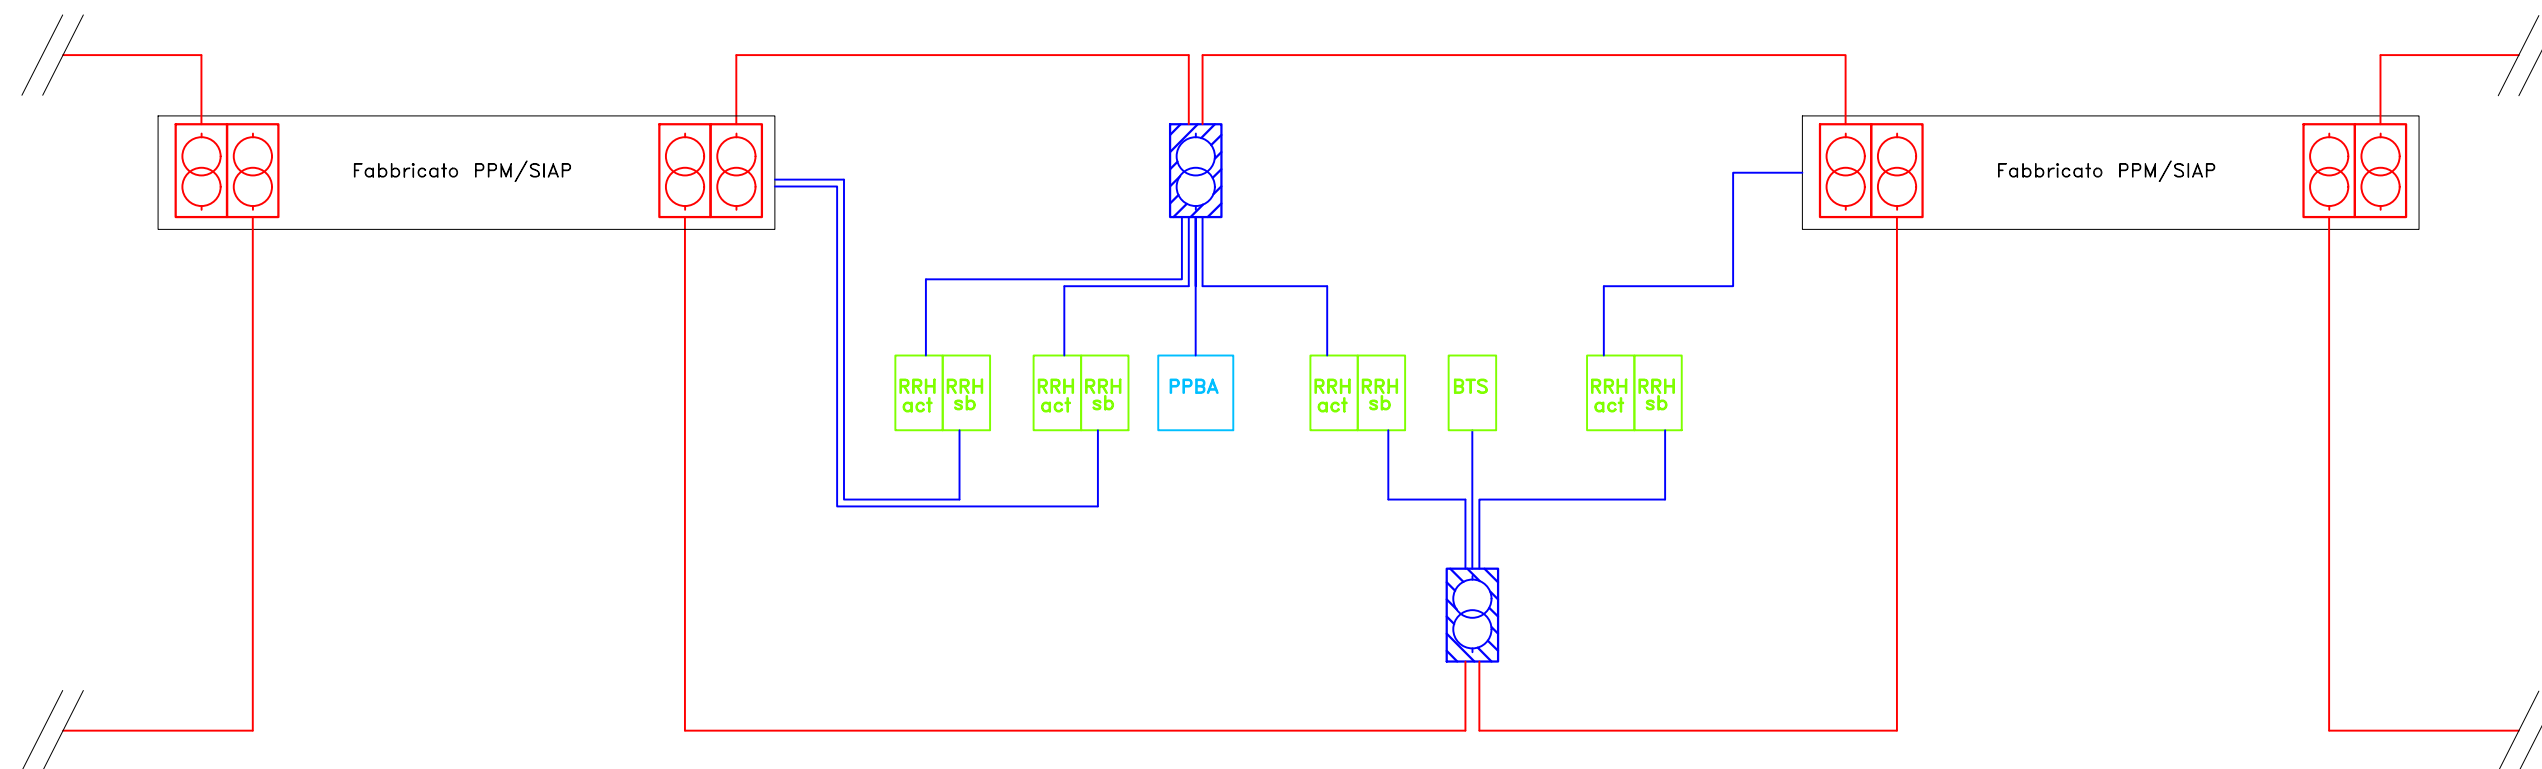 Fabbricato PPM/SIAP
Fabbricato PPM/SIAP
RRH
act
RRH
sb
RRH
act
RRH
sb
PPBA
RRH
act
RRH
sb
BTS
RRH
act
RRH
sb